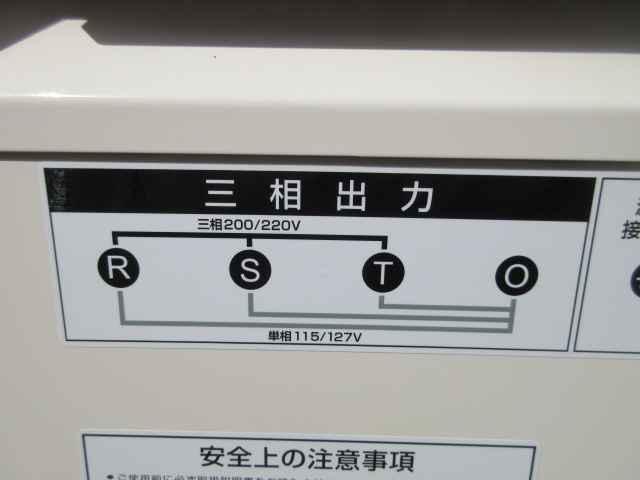 三相出力
三相200/220V
R S T O
単相115/127V
接
安全上の注意事項